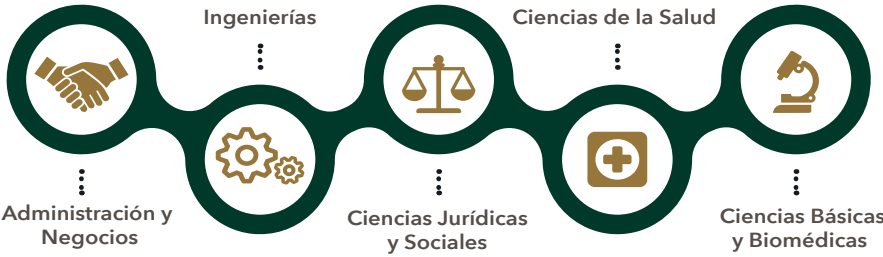 Ingenierías
Ciencias de la Salud
Administración y
Negocios
Ciencias Jurídicas
y Sociales
Ciencias Básicas
y Biomédicas